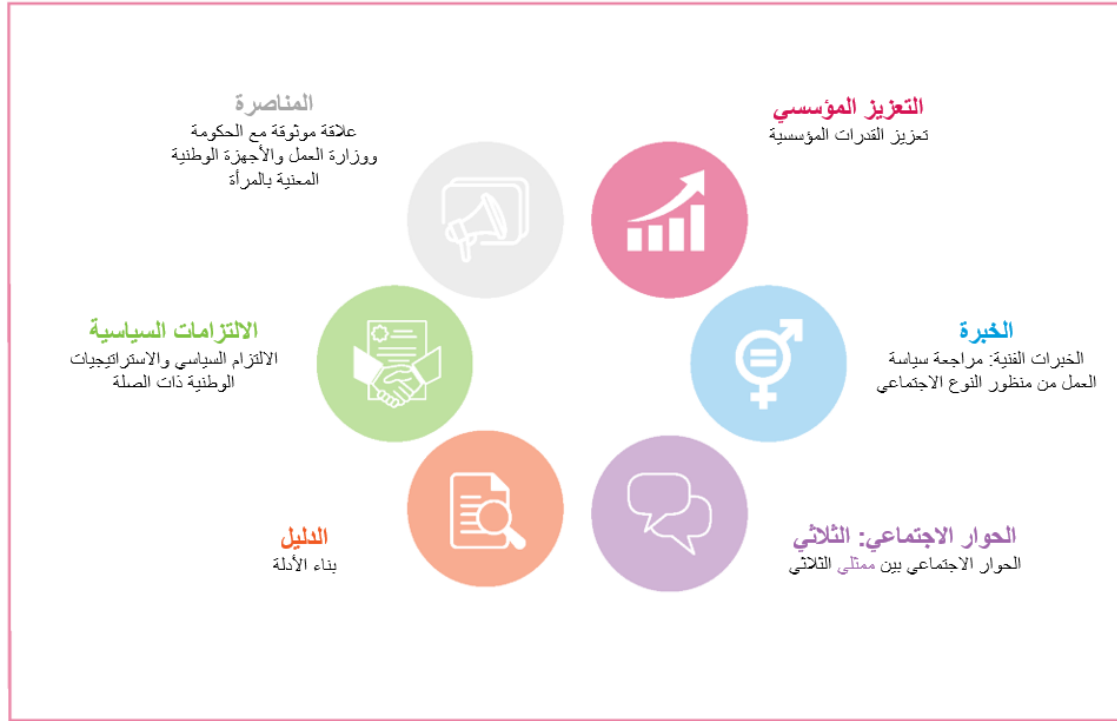 التعزيز المؤسسي
تعزيز القدرات المؤسسية
المناصرة
علاقة موثوقة مع الحكومة
ووزارة العمل والأجهزة الوطنية
المعنية بالمرأة
الخبرة
الخبرات الفنية: مراجعة سياسة
العمل من منظور النوع الاجتماعي
الالتزامات السياسية
الالتزام السياسي والاستراتيجيات
الوطنية ذات الصلة
الحوار الاجتماعي: الثلاثي
الحوار الاجتماعي بين ممثلي الثلاثي
الدليل
بناء الأدلة